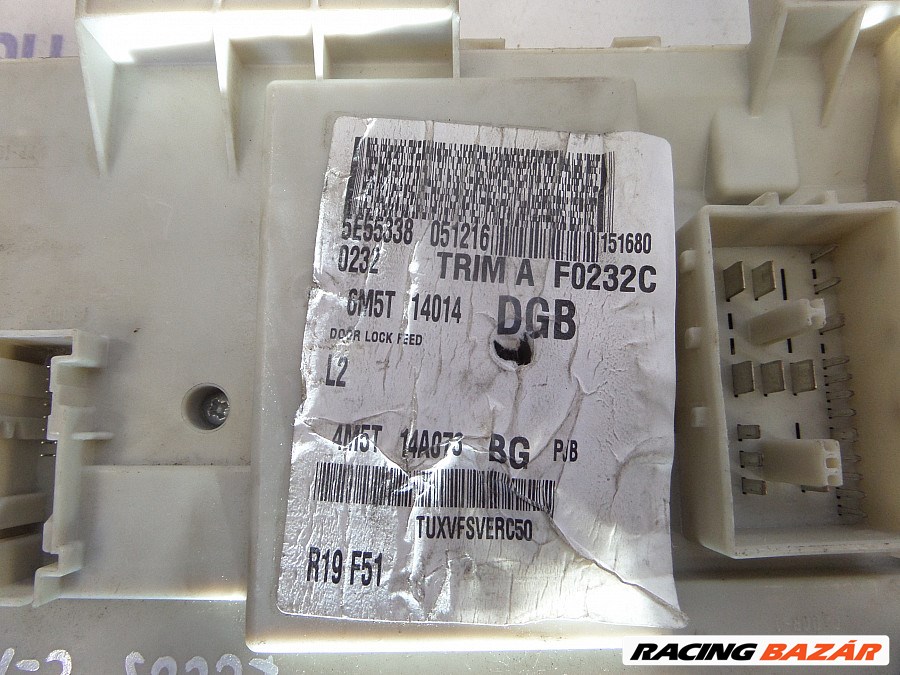 5E55338 051216 151680
0232 TRIM A F0232C
6M5T 14014 DGB
DOOR LOCK FEED
L2
4M5T 14A073 BG P/B
TUXVFSVERC50
R19 F51
RACING BAZÁR